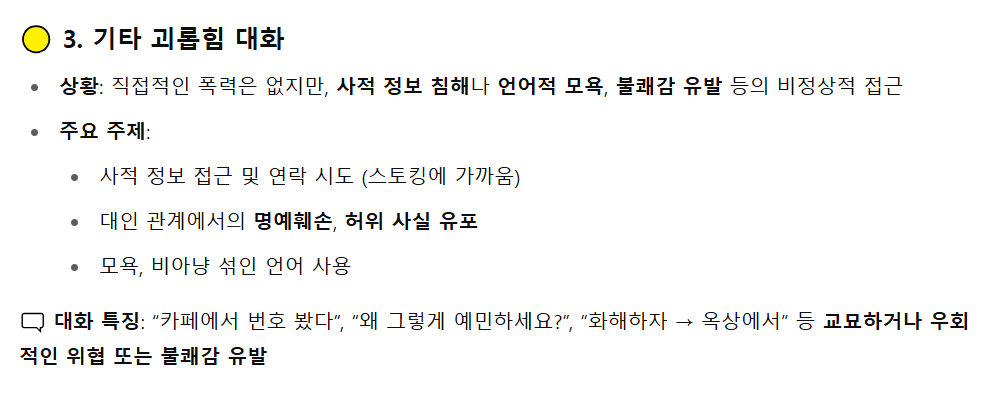 3. 기타 괴롭힘 대화
상황: 직접적인 폭력은 없지만, 사적 정보 침해나 언어적 모욕, 불쾌감 유발 등의 비정상적 접근
주요 주제:
사적 정보 접근 및 연락 시도 (스토킹에 가까움)
대인 관계에서의 명예훼손, 허위 사실 유포
모욕, 비아냥 섞인 언어 사용
대화 특징: “카페에서 번호 봤다”, “왜 그렇게 예민하세요?”, “화해하자 → 옥상에서” 등 교묘하거나 우회
적인 위협 또는 불쾌감 유발